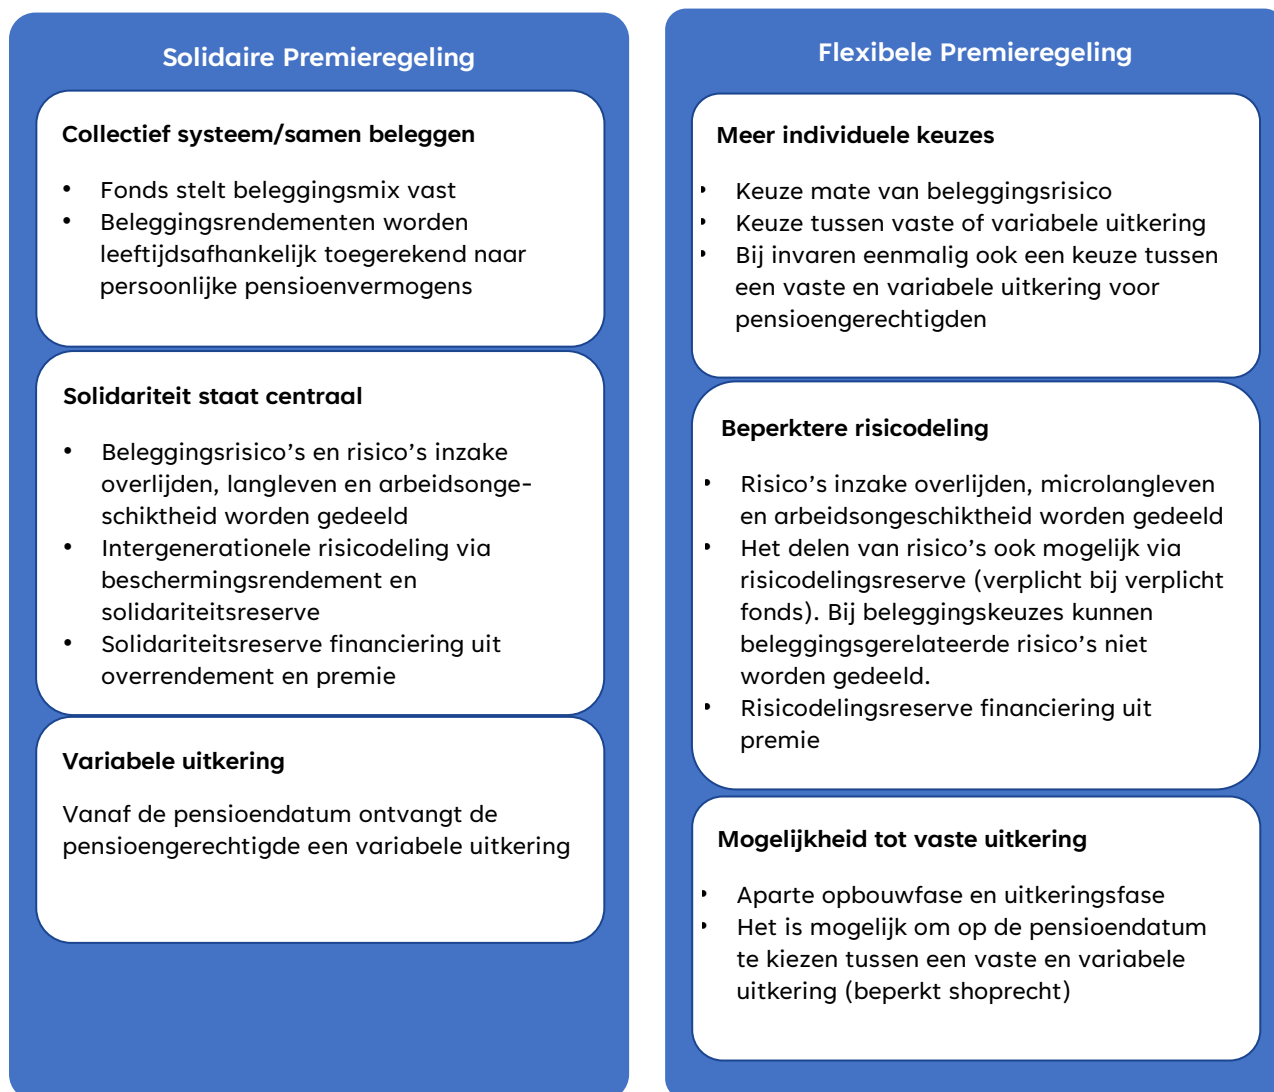 Solidaire Premieregeling
Collectief systeem/samen beleggen
• Fonds stelt beleggingsmix vast
• Beleggingsrendementen worden
leeftijdsafhankelijk toegerekend naar
persoonlijke pensioenvermogens
Solidariteit staat centraal
• Beleggingsrisico's en risico's inzake
overlijden, langleven en arbeidsonge-
schiktheid worden gedeeld
• Intergenerationele risicodeling via
beschermingsrendement en
solidariteitsreserve
• Solidariteitsreserve financiering uit
overrendement en premie
Variabele uitkering
Vanaf de pensioendatum ontvangt de
pensioengerechtigde een variabele uitkering
Flexibele Premieregeling
Meer individuele keuzes
• Keuze mate van beleggingsrisico
• Keuze tussen vaste of variabele uitkering
• Bij invaren eenmalig ook een keuze tussen
een vaste en variabele uitkering voor
pensioengerechtigden
Beperktere risicodeling
• Risico's inzake overlijden, microlangleven
en arbeidsongeschiktheid worden gedeeld
• Het delen van risico's ook mogelijk via
risicodelingsreserve (verplicht bij verplicht
fonds). Bij beleggingskeuzes kunnen
beleggingsgerelateerde risico's niet
worden gedeeld.
• Risicodelingsreserve financiering uit
premie
Mogelijkheid tot vaste uitkering
• Aparte opbouwfase en uitkeringsfase
• Het is mogelijk om op de pensioendatum
te kiezen tussen een vaste en variabele
uitkering (beperkt shoprecht)